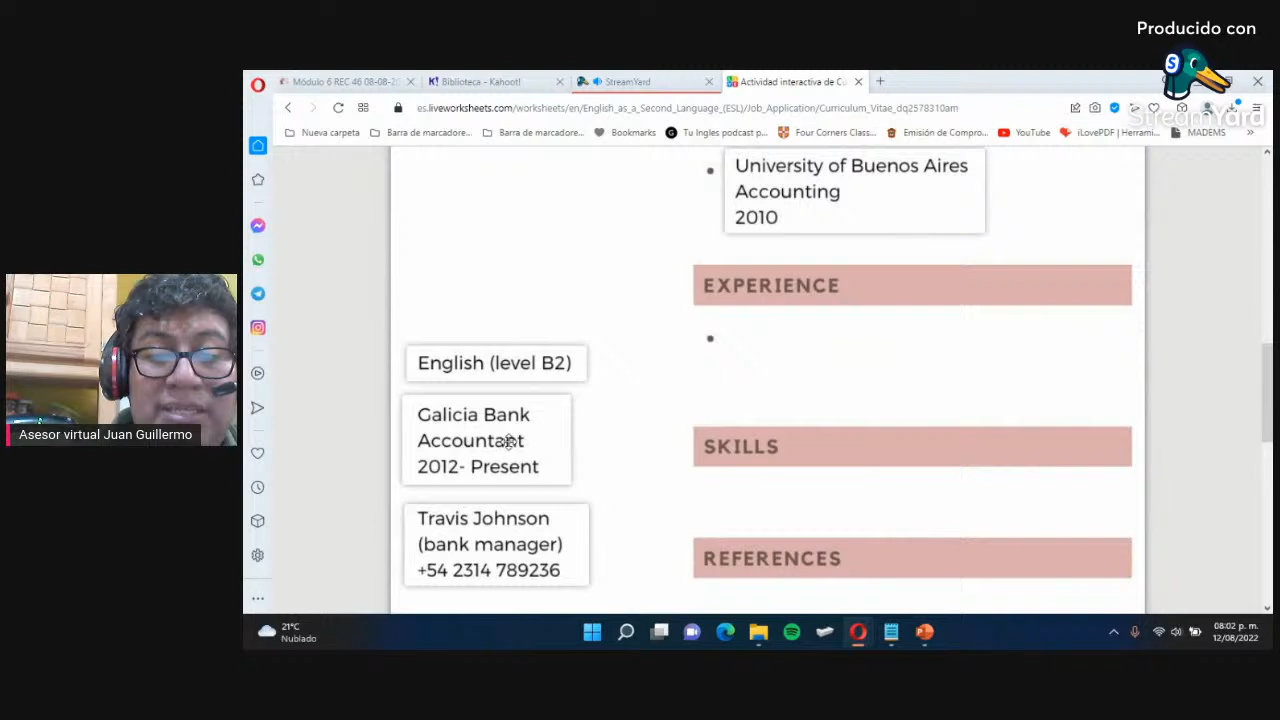 Producido con
StreamYard
Módulo 6 REC 46 08-08-2
Biblioteca - Kahoot!
StreamYard
Actividad interactiva de C
es.liveworksheets.com/worksheets/en/English_as_a_Second_Language_(ESL)/Job_Application/Curriculum_Vitae_dq2578310am
Nueva carpeta
Barra de marcadore...
Barra de marcadore...
Bookmarks
Tu Ingles podcast p...
Four Corners Class...
Emisión de Compro...
YouTube
iLovePDF | Herrami...
MADEMS
University of Buenos Aires
Accounting
2010
EXPERIENCE
English (level B2)
Galicia Bank
Accountant
2012- Present
SKILLS
Travis Johnson
(bank manager)
+54 2314 789236
REFERENCES
Asesor virtual Juan Guillermo
21°C
Nublado
08:02 p. m.
12/08/2022